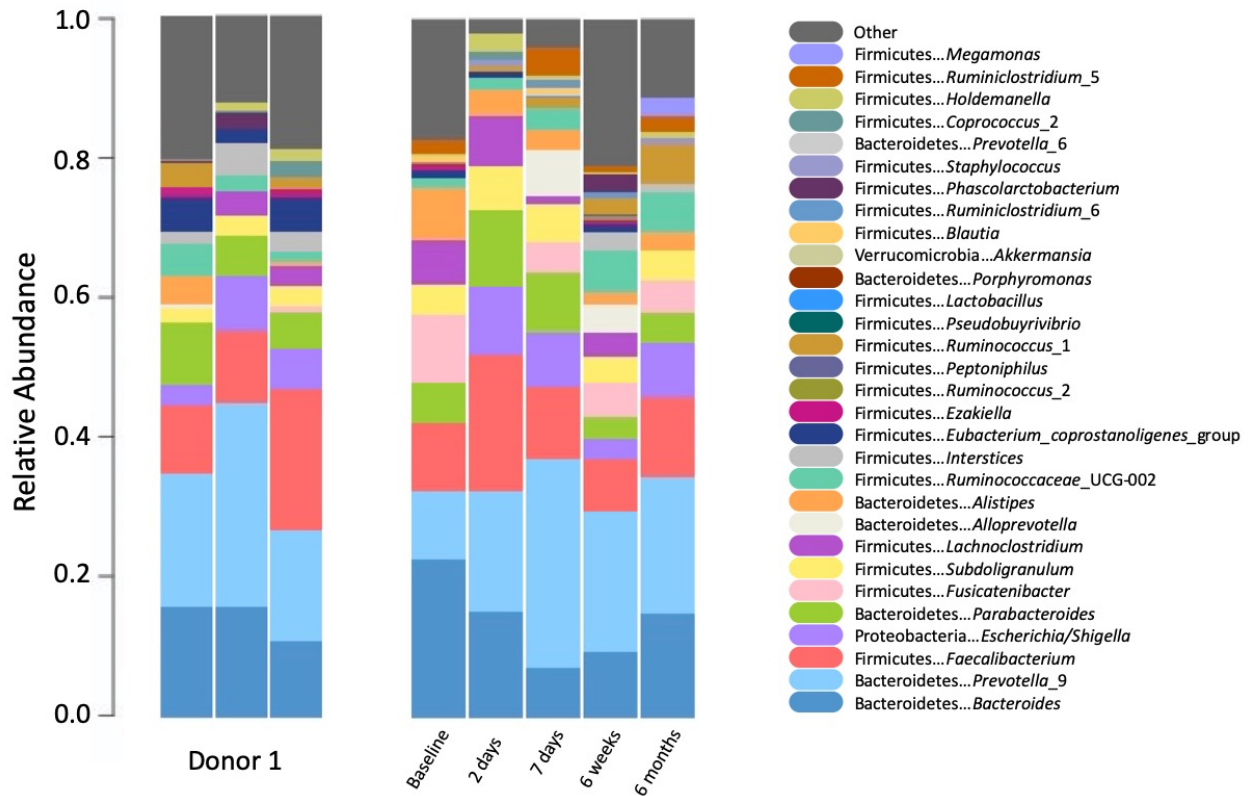 Relative Abundance
1.0
0.8
0.6
0.4
0.2
0.0
Donor 1
Baseline
2 days
7 days
6 weeks
6 months
Other
Firmicutes...Megamonas
Firmicutes...Ruminiclostridium_5
Firmicutes...Holdemanella
Firmicutes...Coprococcus_2
Bacteroidetes...Prevotella_6
Firmicutes...Staphylococcus
Firmicutes...Phascolarctobacterium
Firmicutes...Ruminiclostridium_6
Firmicutes...Blautia
Verrucomicrobia...Akkermansia
Bacteroidetes...Porphyromonas
Firmicutes...Lactobacillus
Firmicutes...Pseudobuyrivibrio
Firmicutes...Ruminococcus_1
Firmicutes...Peptoniphilus
Firmicutes...Ruminococcus_2
Firmicutes...Ezakiella
Firmicutes...Eubacterium_coprostanoligenes_group
Firmicutes...Interstices
Firmicutes...Ruminococcaceae_UCG-002
Bacteroidetes...Alistipes
Bacteroidetes...Alloprevotella
Firmicutes...Lachnoclostridium
Firmicutes...Subdoligranulum
Firmicutes...Fusicatenibacter
Bacteroidetes...Parabacteroides
Proteobacteria...Escherichia/Shigella
Firmicutes...Faecalibacterium
Bacteroidetes...Prevotella_9
Bacteroidetes...Bacteroides